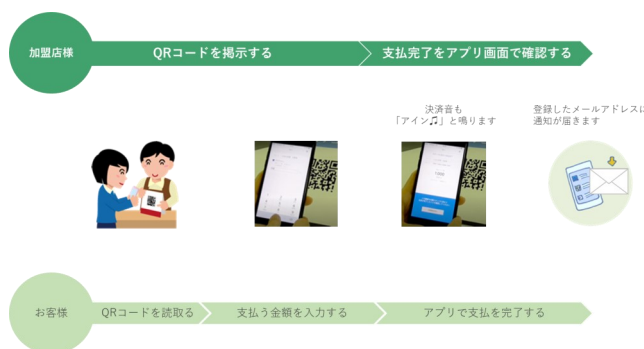 加盟店様
QRコードを掲示する
支払完了をアプリ画面で確認する
決済音も
「アイン♫」と鳴ります
登録したメールアドレスに
通知が届きます
お客様
QRコードを読取る
支払う金額を入力する
アプリで支払を完了する